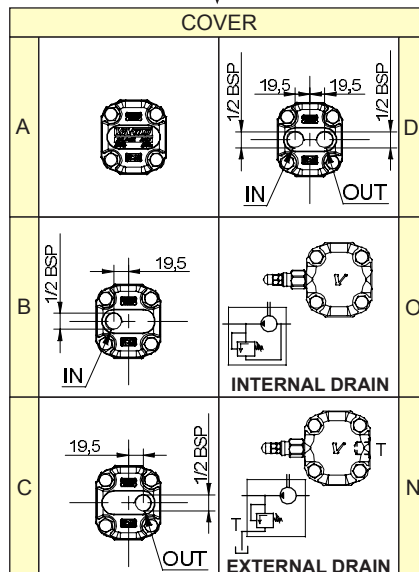 COVER
A
1/2 BSP
19,5
19,5
1/2 BSP
D
IN
OUT
B
1/2 BSP
19,5
IN
INTERNAL DRAIN
O
C
19,5
1/2 BSP
OUT
T
T
EXTERNAL DRAIN
N